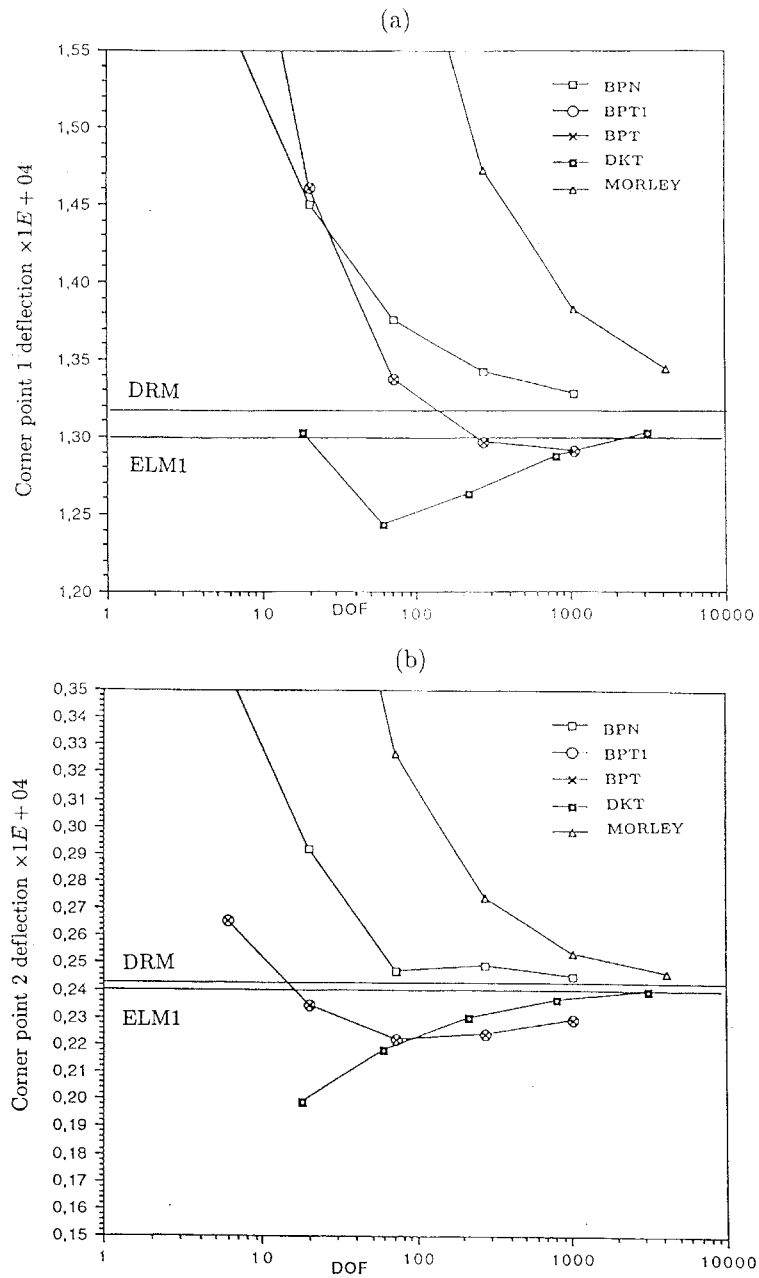 (a)
1,55
1,50
1,45
1,40
1,35
1,30
1,25
1,20
Corner point 1 deflection ×1E + 04
BPN
BPT1
BPT
DKT
MORLEY
DRM
ELM1
1
10
DOF
100
1000
10000
(b)
0,35
0,34
0,33
0,32
0,31
0,30
0,29
0,28
0,27
0,26
0,25
0,24
0,23
0,22
0,21
0,20
0,19
0,18
0,17
0,16
0,15
Corner point 2 deflection ×1E + 04
BPN
BPT1
BPT
DKT
MORLEY
DRM
ELM1
1
10
DOF
100
1000
10000